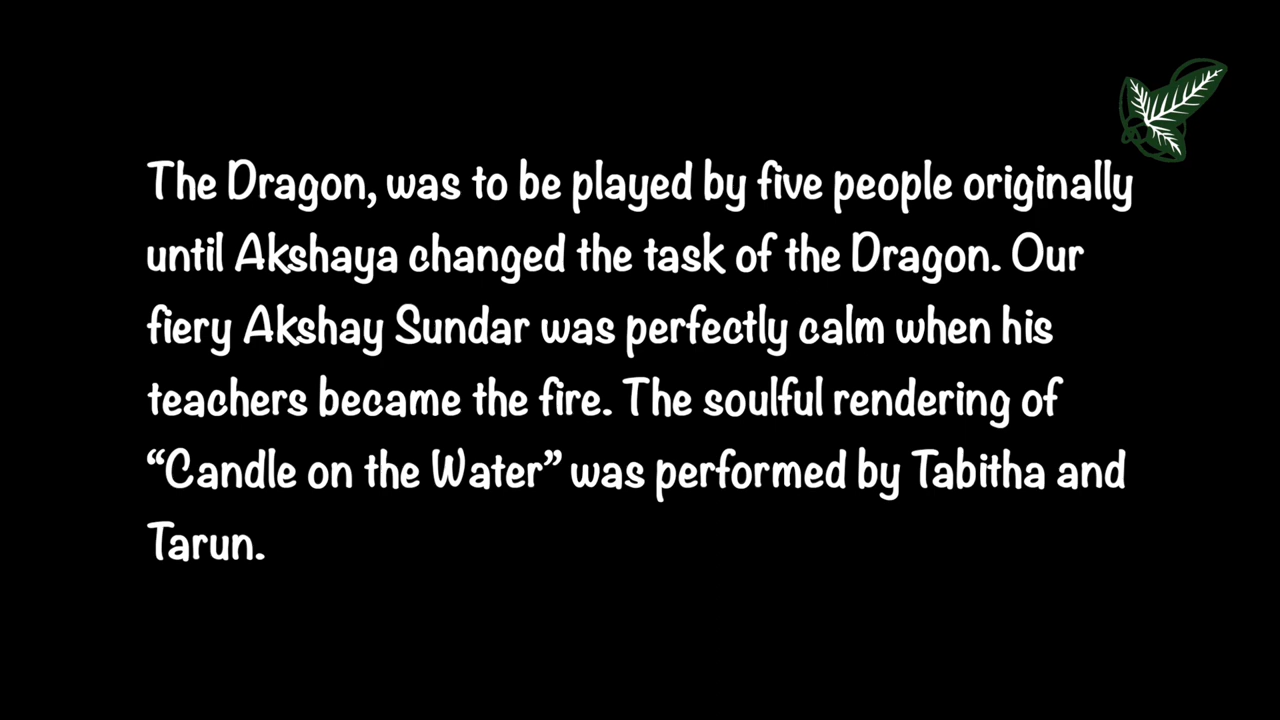 The Dragon, was to be played by five people originally
until Akshaya changed the task of the Dragon. Our
fiery Akshay Sundar was perfectly calm when his
teachers became the fire. The soulful rendering of
“Candle on the Water” was performed by Tabitha and
Tarun.